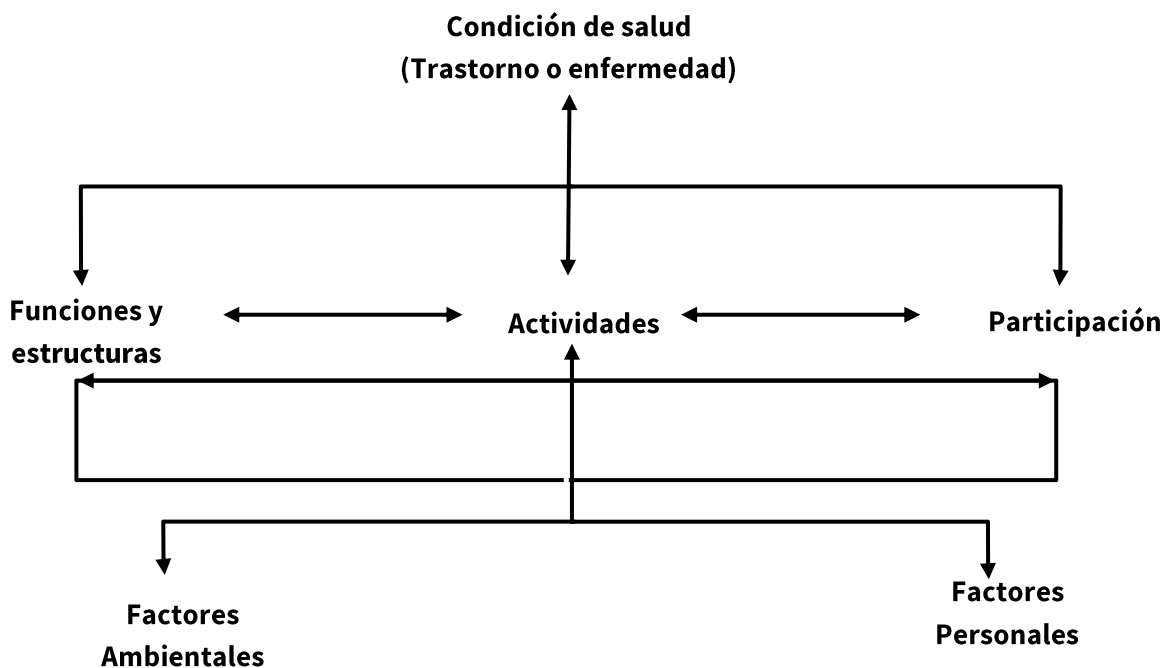 Condición de salud
(Trastorno o enfermedad)
Funciones y
estructuras
Actividades
Participación
Factores
Ambientales
Factores
Personales